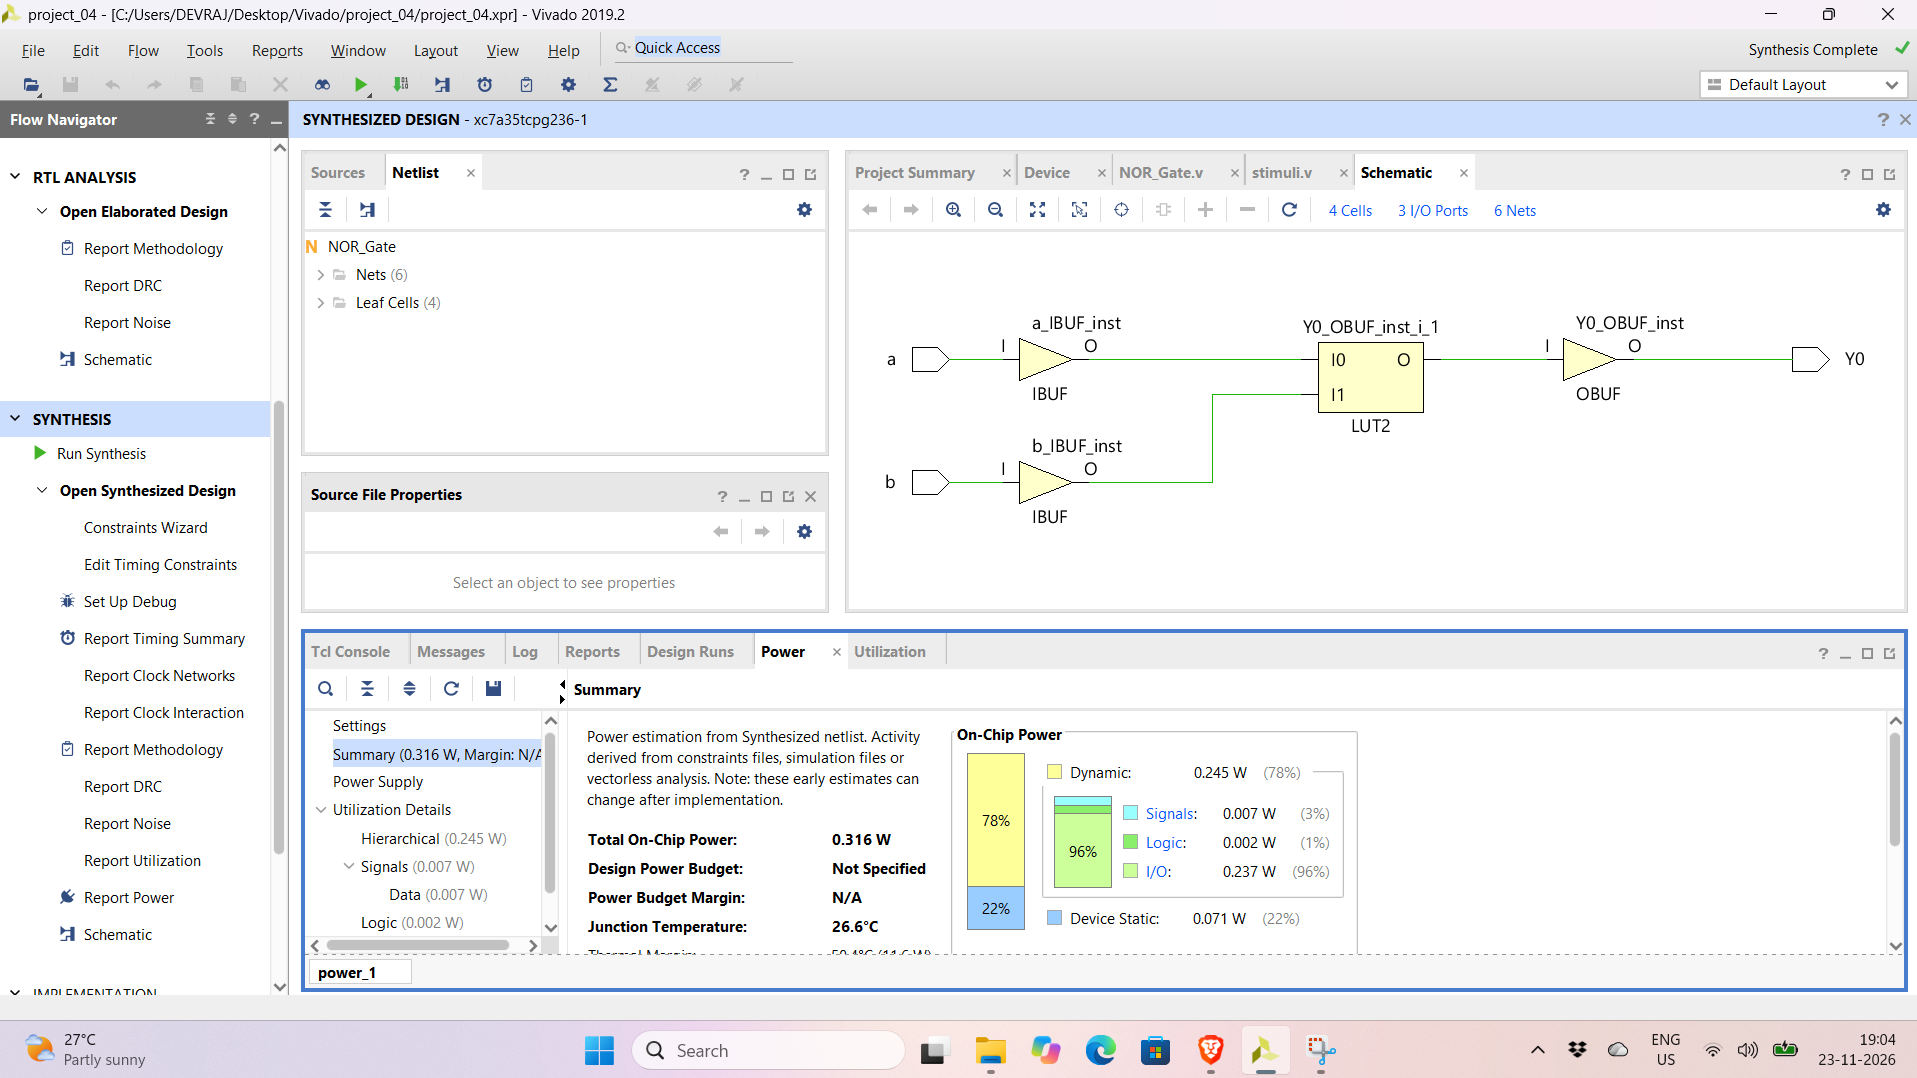 project_04 - [C:/Users/DEVRAJ/Desktop/Vivado/project_04/project_04.xpr] - Vivado 2019.2
File Edit Flow Tools Reports Window Layout View Help Quick Access
Synthesis Complete
Default Layout
Flow Navigator
SYNTHESIZED DESIGN - xc7a35tcpg236-1
RTL ANALYSIS
Open Elaborated Design
Report Methodology
Report DRC
Report Noise
Schematic
SYNTHESIS
Run Synthesis
Open Synthesized Design
Constraints Wizard
Edit Timing Constraints
Set Up Debug
Report Timing Summary
Report Clock Networks
Report Clock Interaction
Report Methodology
Report DRC
Report Noise
Report Utilization
Report Power
Schematic
IMPLEMENTATION
Sources Netlist
NOR_Gate
Nets (6)
Leaf Cells (4)
Source File Properties
Select an object to see properties
Project Summary Device NOR_Gate.v stimuli.v Schematic
4 Cells 3 I/O Ports 6 Nets
a_IBUF_inst
Y0_OBUF_inst_i_1
Y0_OBUF_inst
a I O I0 O I O Y0
IBUF
I1
OBUF
LUT2
b_IBUF_inst
b I O
IBUF
Tcl Console Messages Log Reports Design Runs Power Utilization
Summary
Settings
Summary (0.316 W, Margin: N/A
Power Supply
Utilization Details
Hierarchical (0.245 W)
Signals (0.007 W)
Data (0.007 W)
Logic (0.002 W)
Power estimation from Synthesized netlist. Activity
derived from constraints files, simulation files or
vectorless analysis. Note: these early estimates can
change after implementation.
Total On-Chip Power: 0.316 W
Design Power Budget: Not Specified
Power Budget Margin: N/A
Junction Temperature: 26.6°C
Thermal Margin: 58.4°C (11.6 W)
On-Chip Power
78%
22%
Dynamic: 0.245 W (78%)
96%
Signals: 0.007 W (3%)
Logic: 0.002 W (1%)
I/O: 0.237 W (96%)
Device Static: 0.071 W (22%)
power_1
27°C
Partly sunny
Search
ENG
US
19:04
23-11-2026